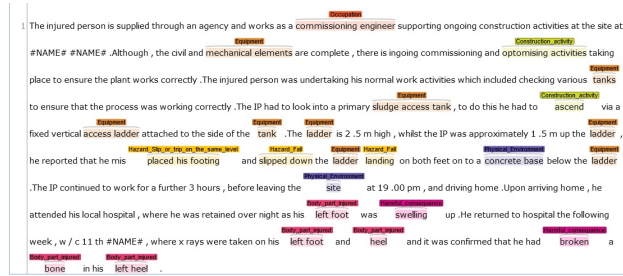 Occupation
1 The injured person is supplied through an agency and works as a commissioning engineer supporting ongoing construction activities at the site at
Equipment Construction_activity
#NAME# #NAME# .Although , the civil and mechanical elements are complete , there is ingoing commissioning and optomising activities taking
Equipment
place to ensure the plant works correctly .The injured person was undertaking his normal work activities which included checking various tanks
Equipment Construction_activity
to ensure that the process was working correctly .The IP had to look into a primary sludge access tank , to do this he had to ascend via a
Equipment Equipment Equipment Equipment
fixed vertical access ladder attached to the side of the tank .The ladder is 2 .5 m high , whilst the IP was approximately 1 .5 m up the ladder ,
Hazard_Slip_or_trip_on_the_same_level Hazard_Fall Equipment Hazard_Fall Physical_Environment Equipment
he reported that he mis placed his footing and slipped down the ladder landing on both feet on to a concrete base below the ladder
Physical_Environment
.The IP continued to work for a further 3 hours , before leaving the site at 19 .00 pm , and driving home .Upon arriving home , he
Body_part_injured Harmful_consequence
attended his local hospital , where he was retained over night as his left foot was swelling up .He returned to hospital the following
Body_part_injured Body_part_injured Harmful_consequence
week , w / c 11 th #NAME# , where x rays were taken on his left foot and heel and it was confirmed that he had broken a
Body_part_injured Body_part_injured
bone in his left heel .